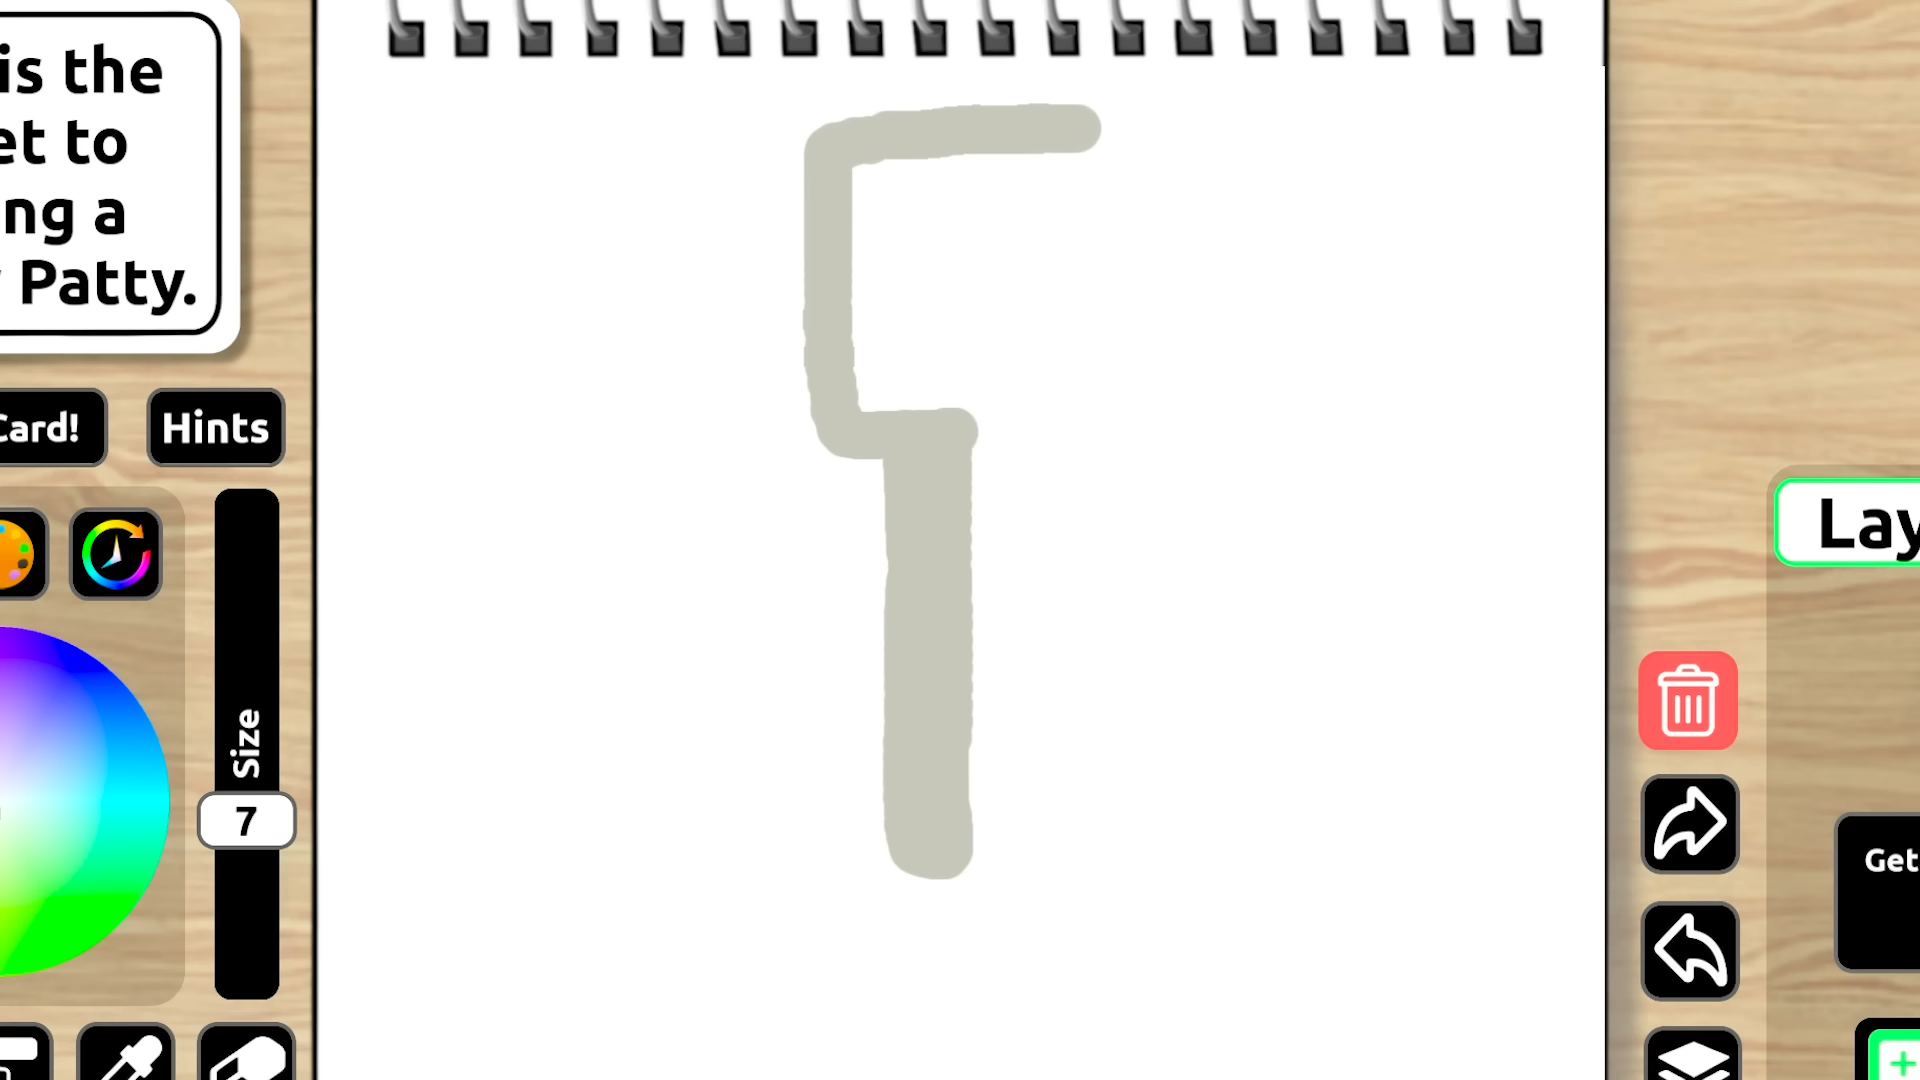 is the
et to
ng a
Patty.
Card!
Hints
Size
7
Lay
Get